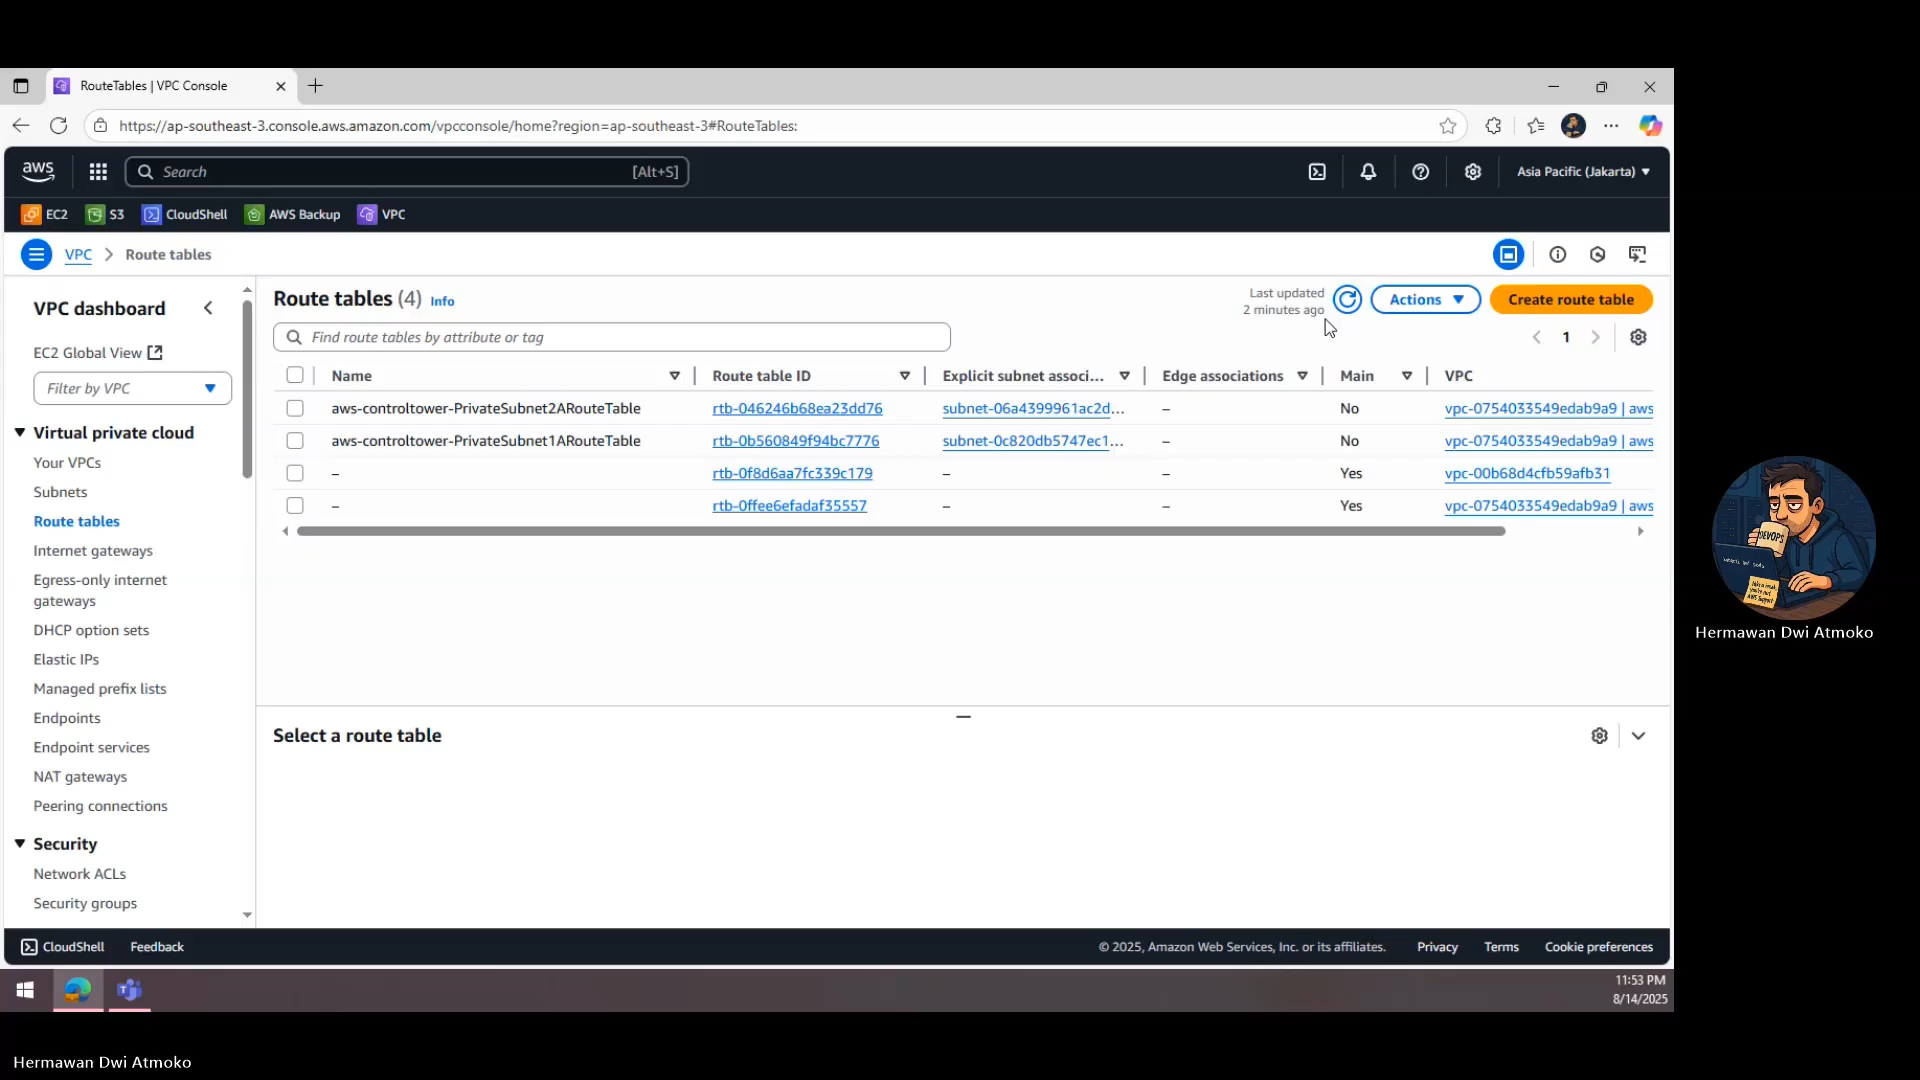 RouteTables | VPC Console
https://ap-southeast-3.console.aws.amazon.com/vpcconsole/home?region=ap-southeast-3#RouteTables:
aws
Search
[Alt+S]
Asia Pacific (Jakarta)
EC2
S3
CloudShell
AWS Backup
VPC
VPC
Route tables
VPC dashboard
EC2 Global View
Filter by VPC
Virtual private cloud
Your VPCs
Subnets
Route tables
Internet gateways
Egress-only internet
gateways
DHCP option sets
Elastic IPs
Managed prefix lists
Endpoints
Endpoint services
NAT gateways
Peering connections
Security
Network ACLs
Security groups
Route tables (4) Info
Last updated
2 minutes ago
Actions
Create route table
Find route tables by attribute or tag
1
Name Route table ID Explicit subnet associ... Edge associations Main VPC
aws-controltower-PrivateSubnet2ARouteTable rtb-046246b68ea23dd76 subnet-06a4399961ac2d... – No vpc-0754033549edab9a9 | aws
aws-controltower-PrivateSubnet1ARouteTable rtb-0b560849f94bc7776 subnet-0c820db5747ec1... – No vpc-0754033549edab9a9 | aws
– rtb-0f8d6aa7fc339c179 – – Yes vpc-00b68d4cfb59afb31
– rtb-0ffee6efadaf35557 – – Yes vpc-0754033549edab9a9 | aws
Select a route table
CloudShell
Feedback
© 2025, Amazon Web Services, Inc. or its affiliates.
Privacy
Terms
Cookie preferences
11:53 PM
8/14/2025
DEVOPS
Hermawan Dwi Atmoko
Hermawan Dwi Atmoko